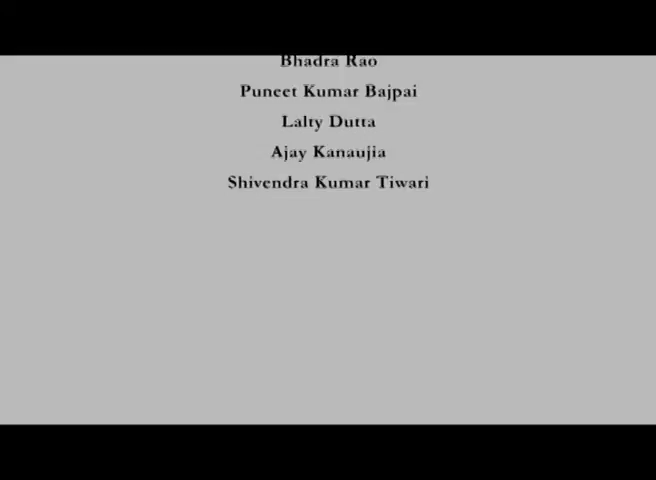 Bhadra Rao
Puneet Kumar Bajpai
Lalty Dutta
Ajay Kanaujia
Shivendra Kumar Tiwari